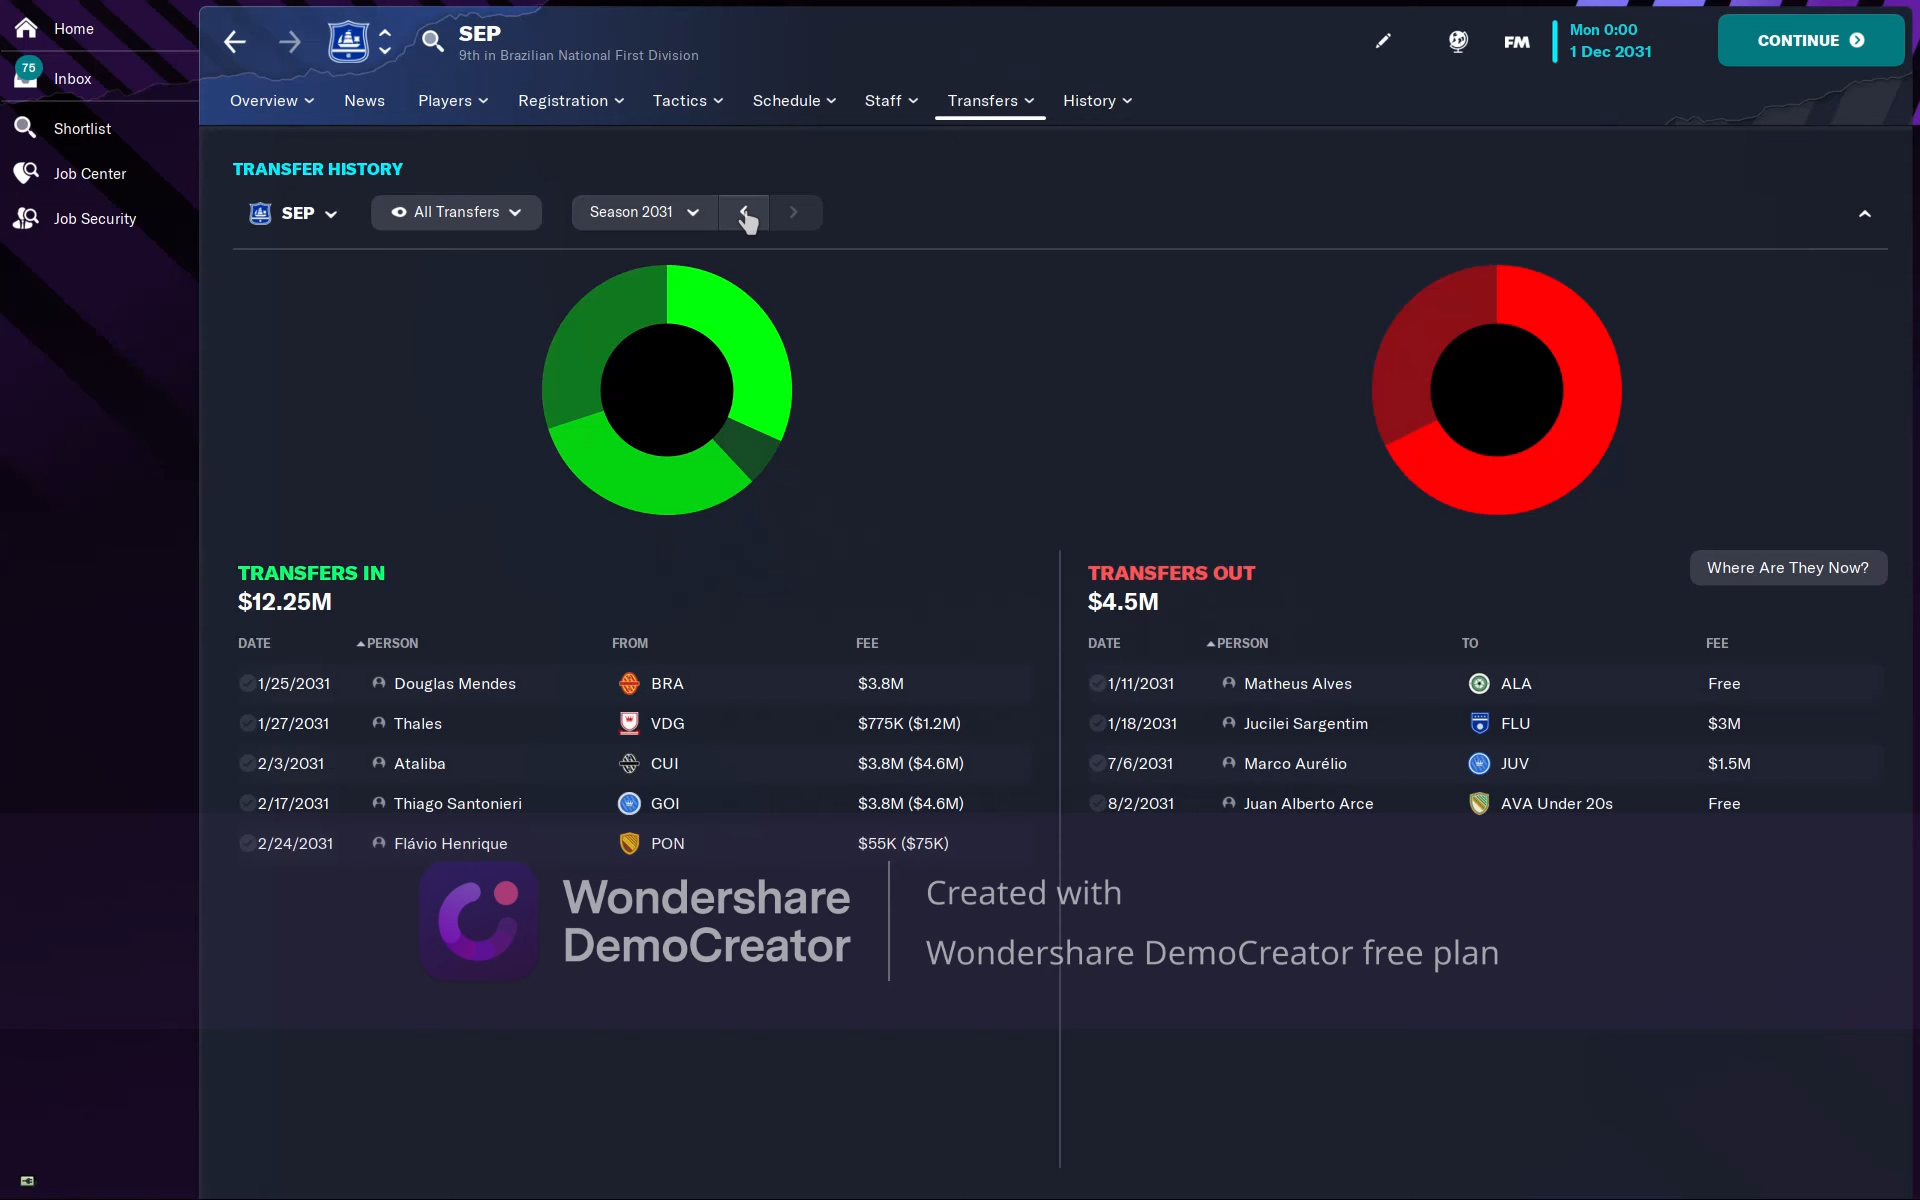 Home
75
Inbox
Shortlist
Job Center
Job Security
SEP
9th in Brazilian National First Division
FM
Mon 0:00
1 Dec 2031
CONTINUE
Overview
News
Players
Registration
Tactics
Schedule
Staff
Transfers
History
TRANSFER HISTORY
SEP
All Transfers
Season 2031
TRANSFERS IN
$12.25M
DATE PERSON FROM FEE
1/25/2031 Douglas Mendes BRA $3.8M
1/27/2031 Thales VDG $775K ($1.2M)
2/3/2031 Ataliba CUI $3.8M ($4.6M)
2/17/2031 Thiago Santonieri GOI $3.8M ($4.6M)
2/24/2031 Flávio Henrique PON $55K ($75K)
TRANSFERS OUT
$4.5M
Where Are They Now?
DATE PERSON TO FEE
1/11/2031 Matheus Alves ALA Free
1/18/2031 Jucilei Sargentim FLU $3M
7/6/2031 Marco Aurélio JUV $1.5M
8/2/2031 Juan Alberto Arce AVA Under 20s Free
Wondershare
DemoCreator
Created with
Wondershare DemoCreator free plan